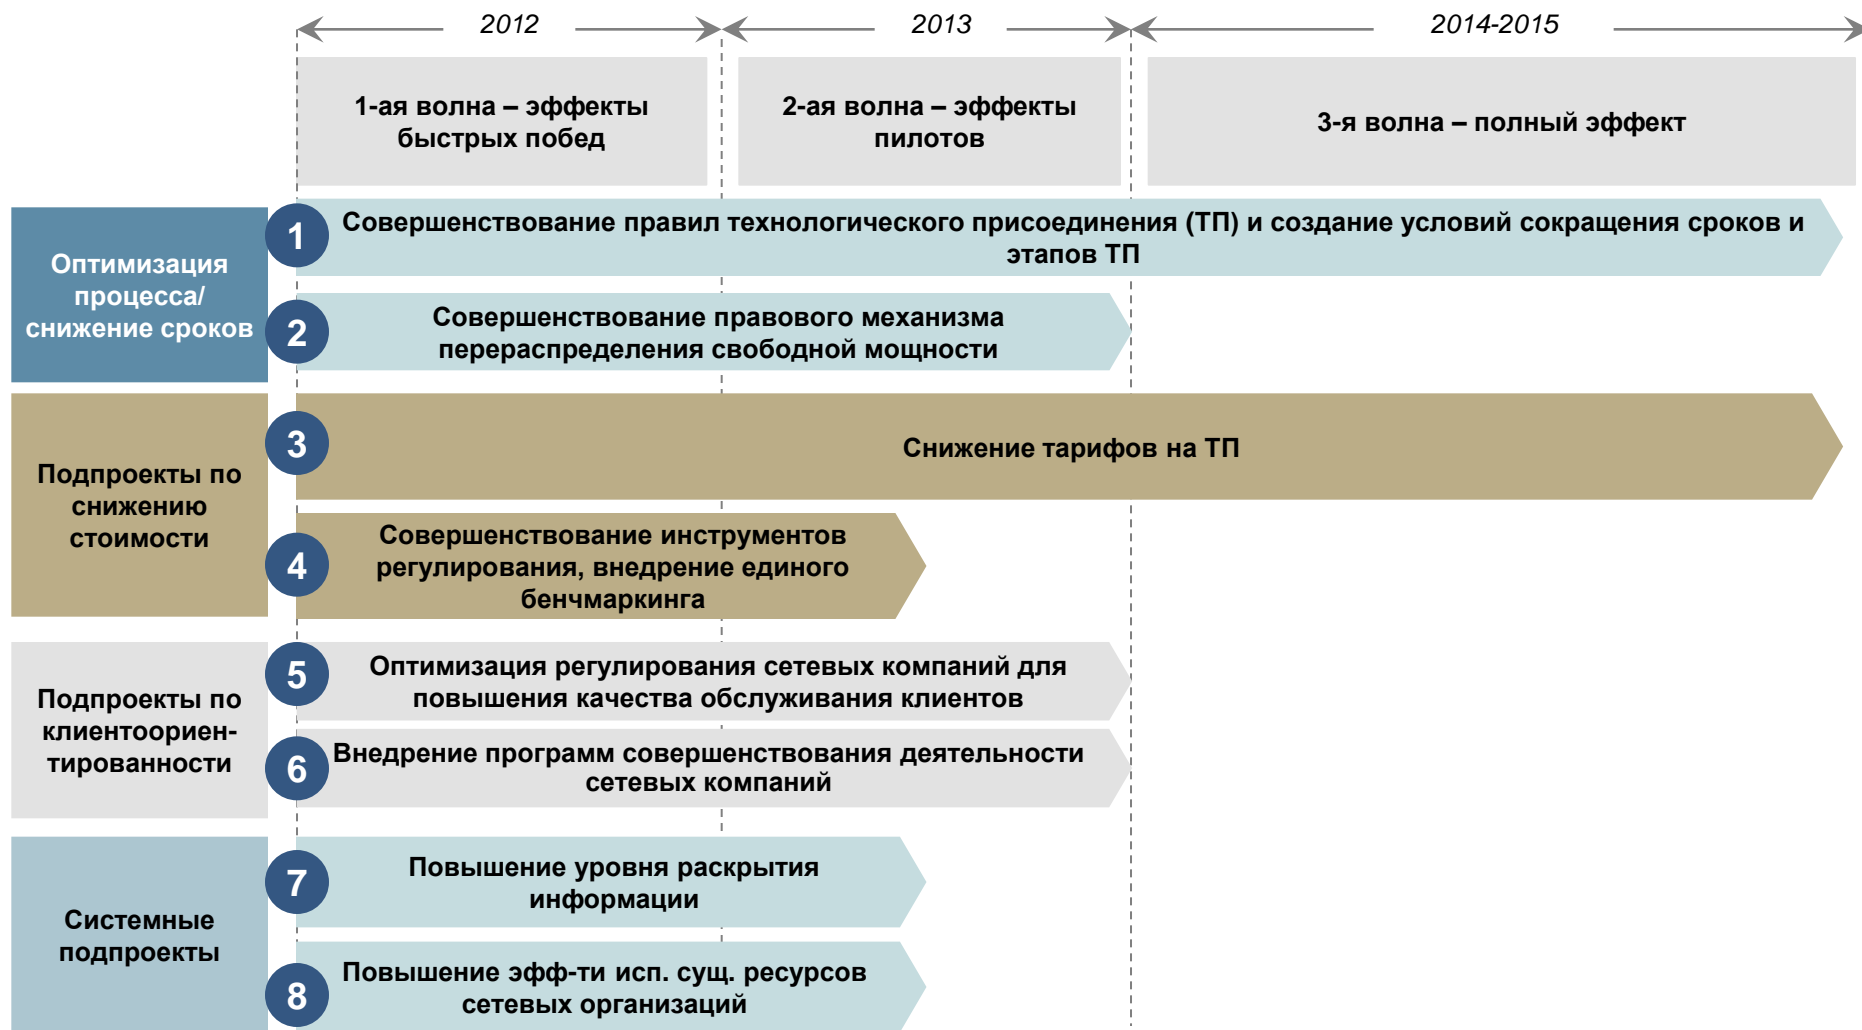 2012
2013
2014-2015
1-ая волна – эффекты
быстрых побед
2-ая волна – эффекты
пилотов
3-я волна – полный эффект
Оптимизация
процесса/
снижение сроков
1
Совершенствование правил технологического присоединения (ТП) и создание условий сокращения сроков и
этапов ТП
2
Совершенствование правового механизма
перераспределения свободной мощности
Подпроекты по
снижению
стоимости
3
Снижение тарифов на ТП
4
Совершенствование инструментов
регулирования, внедрение единого
бенчмаркинга
Подпроекты по
клиентоориен-
тированности
5
Оптимизация регулирования сетевых компаний для
повышения качества обслуживания клиентов
6
Внедрение программ совершенствования деятельности
сетевых компаний
Системные
подпроекты
7
Повышение уровня раскрытия
информации
8
Повышение эфф-ти исп. сущ. ресурсов
сетевых организаций